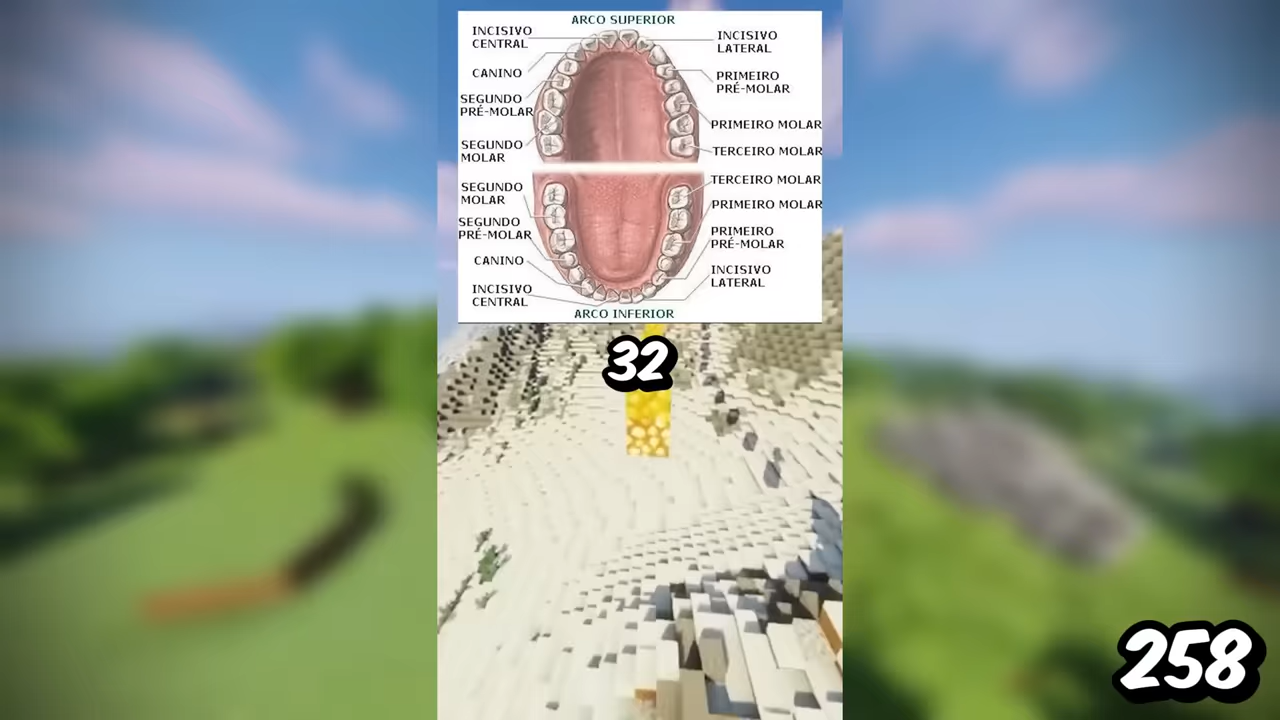 ARCO SUPERIOR
INCISIVO
CENTRAL
CANINO
SEGUNDO
PRÉ-MOLAR
SEGUNDO
MOLAR
INCISIVO
LATERAL
PRIMEIRO
PRÉ-MOLAR
PRIMEIRO MOLAR
TERCEIRO MOLAR
SEGUNDO
MOLAR
SEGUNDO
PRÉ-MOLAR
CANINO
INCISIVO
CENTRAL
TERCEIRO MOLAR
PRIMEIRO MOLAR
PRIMEIRO
PRÉ-MOLAR
INCISIVO
LATERAL
ARCO INFERIOR
32
258